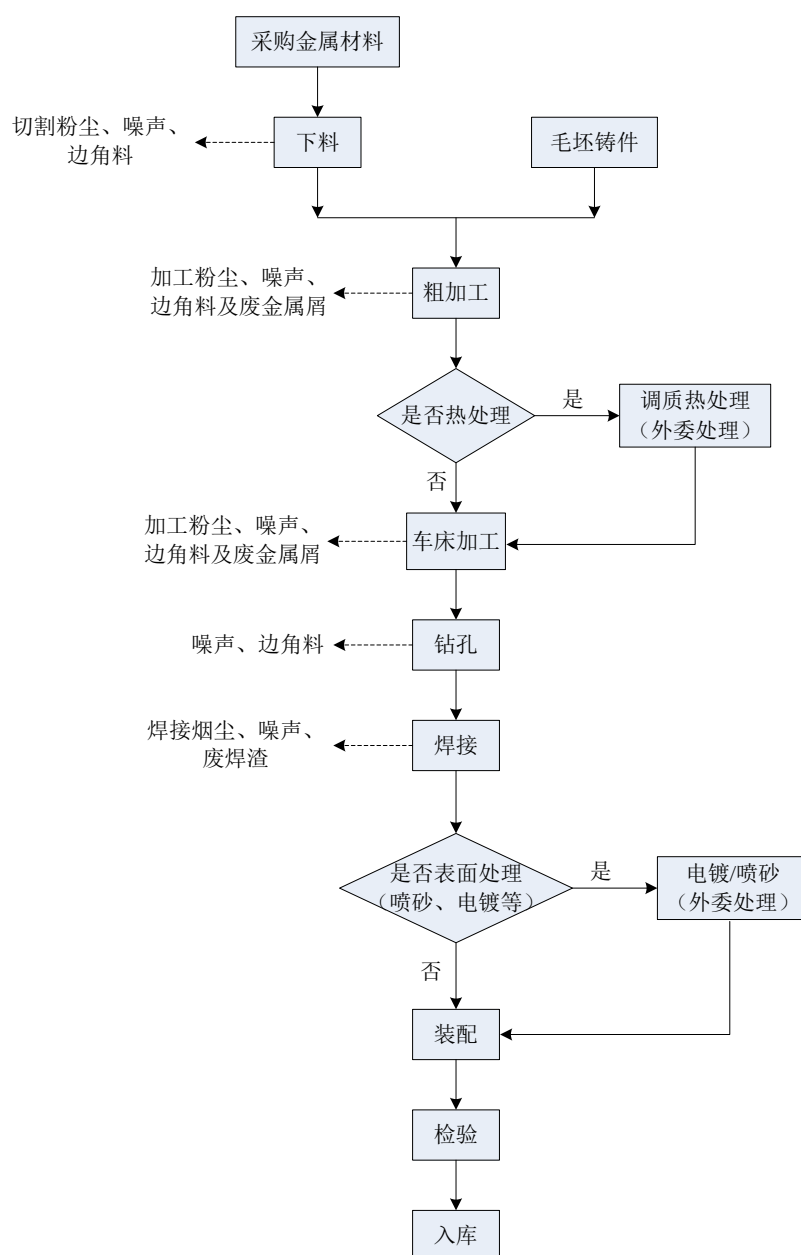 采购金属材料
切割粉尘、噪声、
边角料
下料
毛坯铸件
加工粉尘、噪声、
边角料及废金属屑
粗加工
是否热处理
是
调质热处理
（外委处理）
否
加工粉尘、噪声、
边角料及废金属屑
车床加工
噪声、边角料
钻孔
焊接烟尘、噪声、
废焊渣
焊接
是否表面处理
（喷砂、电镀等）
是
电镀/喷砂
（外委处理）
否
装配
检验
入库